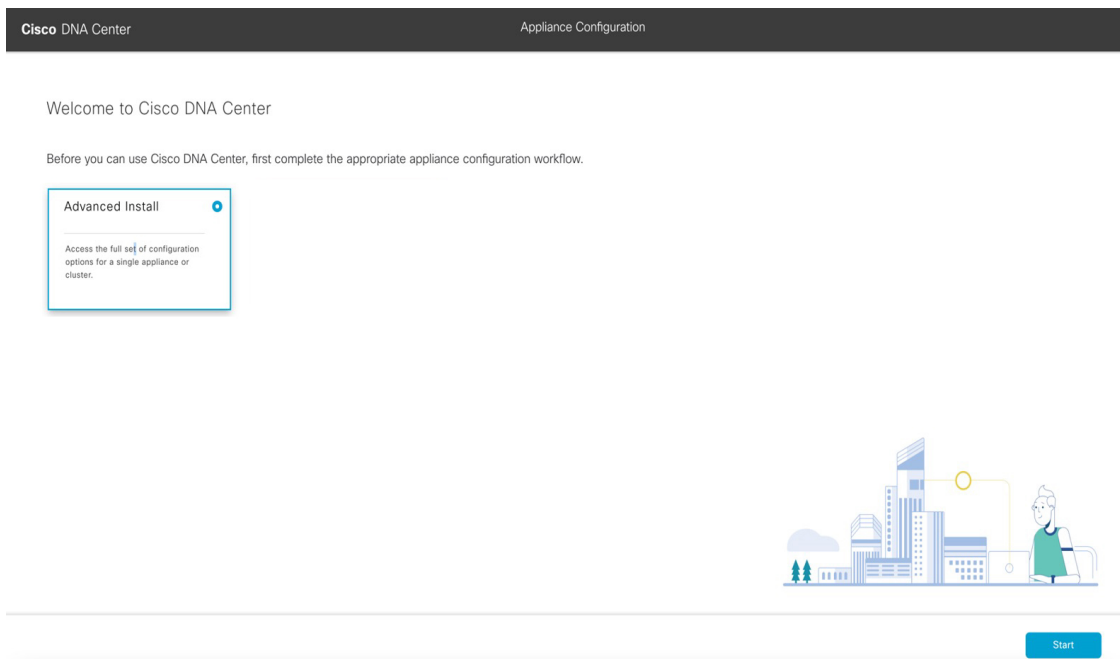 Cisco DNA Center
Appliance Configuration
Welcome to Cisco DNA Center
Before you can use Cisco DNA Center, first complete the appropriate appliance configuration workflow.
Advanced Install
Access the full set of configuration
options for a single appliance or
cluster.
Start